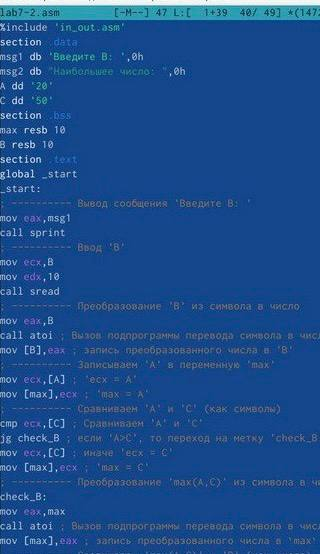 lab7-2.asm [-M--] 47 L:[ 1+39 40/ 49] *(147
%include 'in_out.asm'
section .data
msg1 db 'Введите B: ',0h
msg2 db "Наибольшее число: ",0h
A dd '20'
C dd '50'
section .bss
max resb 10
B resb 10
section .text
global _start
_start:
; ---------- Вывод сообщения 'Введите B: '
mov eax,msg1
call sprint
; ---------- Ввод 'B'
mov ecx,B
mov edx,10
call sread
; ---------- Преобразование 'B' из символа в число
mov eax,B
call atoi ; Вызов подпрограммы перевода символа в числ
mov [B],eax ; запись преобразованного числа в 'B'
; ---------- Записываем 'A' в переменную 'max'
mov ecx,[A] ; 'ecx = A'
mov [max],ecx ; 'max = A'
; ---------- Сравниваем 'A' и 'С' (как символы)
cmp ecx,[C] ; Сравниваем 'A' и 'С'
jg check_B ; если 'A>C', то переход на метку 'check_B
mov ecx,[C] ; иначе 'ecx = C'
mov [max],ecx ; 'max = C'
; ---------- Преобразование 'max(A,C)' из символа в чи
check_B:
mov eax,max
call atoi ; Вызов подпрограммы перевода символа в числ
mov [max],eax ; запись преобразованного числа в 'max'